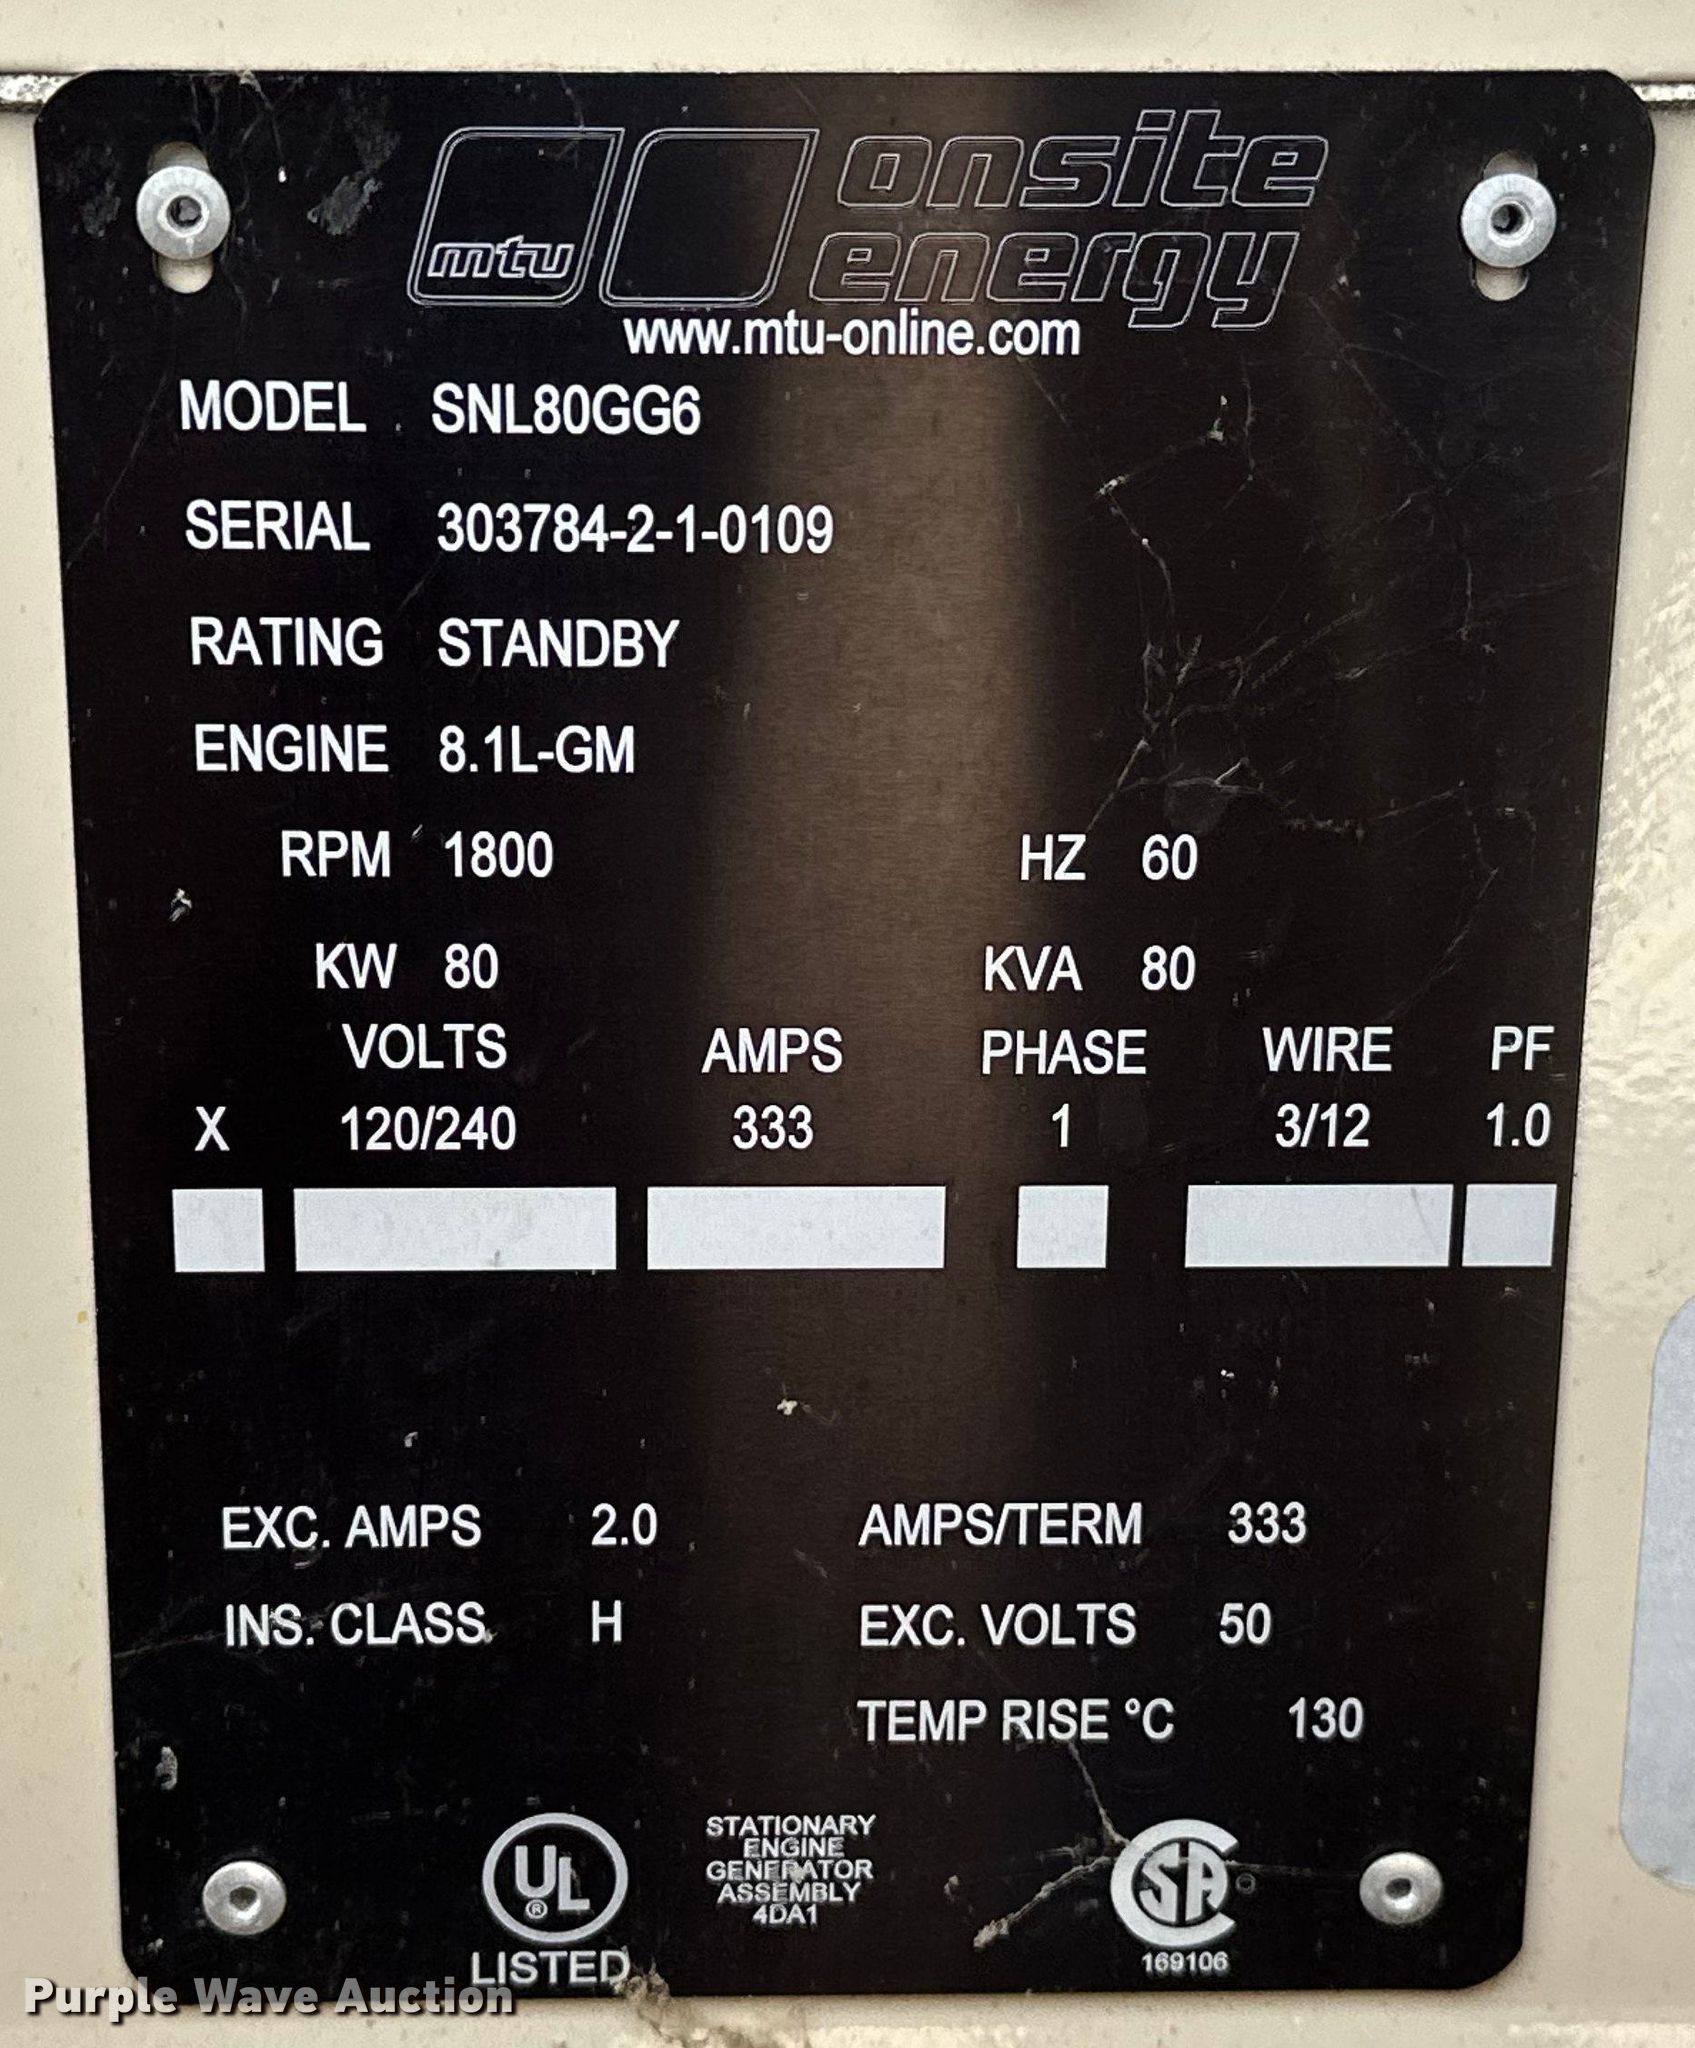 mtu onsite
energy
www.mtu-online.com
MODEL SNL80GG6
SERIAL 303784-2-1-0109
RATING STANDBY
ENGINE 8.1L-GM
RPM 1800 HZ 60
KW 80 KVA 80
VOLTS AMPS PHASE WIRE PF
X 120/240 333 1 3/12 1.0
EXC. AMPS 2.0 AMPS/TERM 333
INS. CLASS H EXC. VOLTS 50
TEMP RISE °C 130
UL
®
LISTED
STATIONARY
ENGINE
GENERATOR
ASSEMBLY
4DA1
CSA
169106
Purple Wave Auction